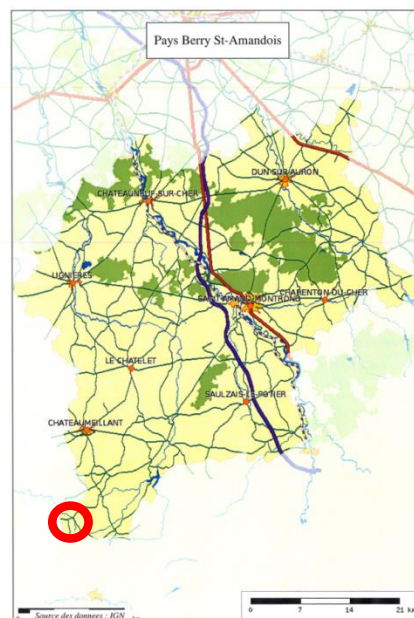 Pays Berry St-Amandois
DUN-SUR-AURON
CHATEAUNEUF-SUR-CHER
LIGNIERES
SAINT-AMAND-MONTROND
CHARENTON-DU-CHER
LE CHATELET
SAULZAIS-LE-POTIER
CHATEAUMEILLANT
Source des données : IGN
0 7 14 21 km